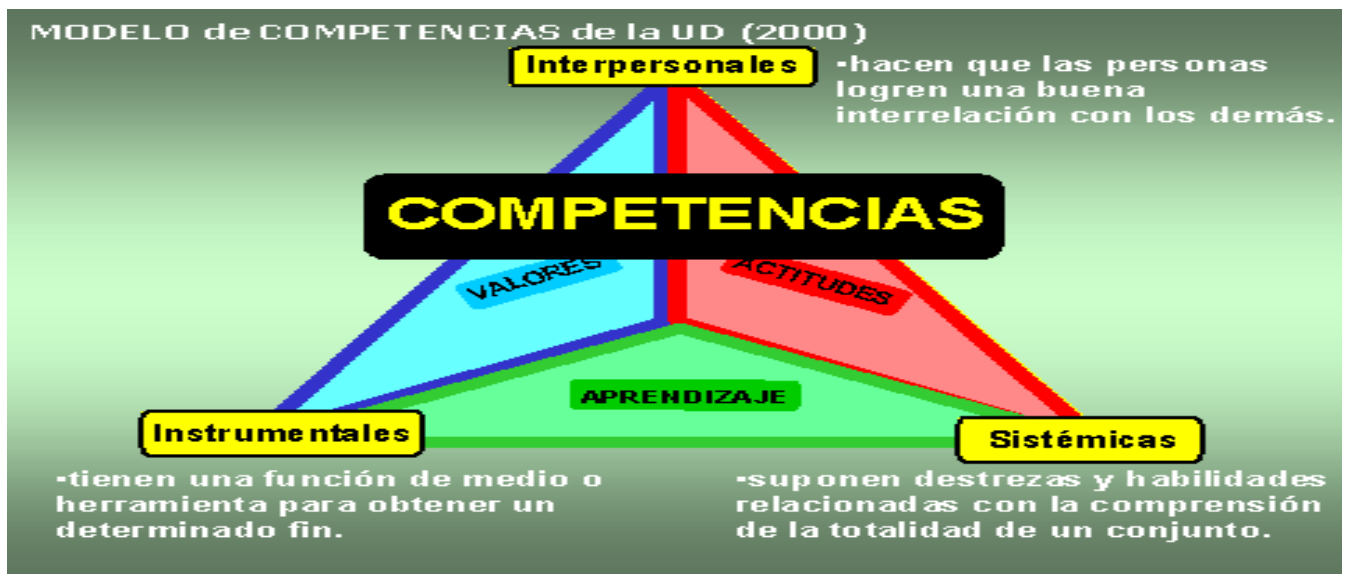 MODELO de COMPETENCIAS de la UD (2000)
Interpersonales
▪hacen que las personas
logren una buena
interrelación con los demás.
COMPETENCIAS
VALORES
ACTITUDES
APRENDIZAJE
Instrumentales
Sistémicas
▪tienen una función de medio o
herramienta para obtener un
determinado fin.
▪suponen destrezas y habilidades
relacionadas con la comprensión
de la totalidad de un conjunto.